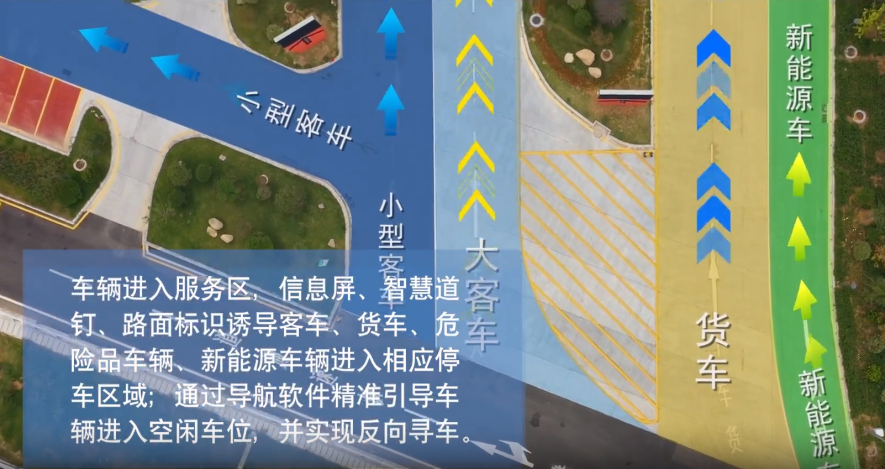 新能源车
小型客车
小型客车
大客车
货车
新能源车
车辆进入服务区，信息屏、智慧道
钉、路面标识诱导客车、货车、危
险品车辆、新能源车辆进入相应停
车区域；通过导航软件精准引导车
辆进入空闲车位，并实现反向寻车。